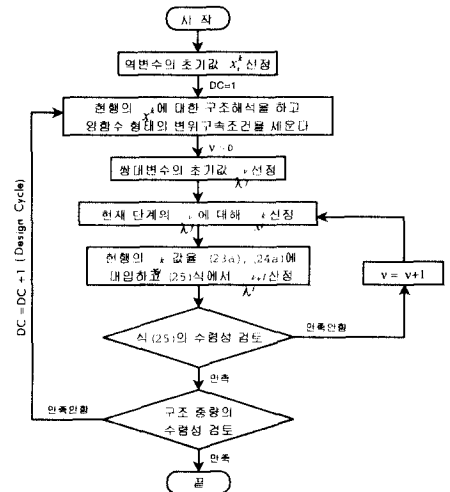 시 작
역변수의 초기값 x_i^k 선정
DC=1
현행의 x^k 에 대한 구조해석을 하고
양함수 형태의 변위구속조건을 세운다
ν = 0
쌍대변수의 초기값 λ^ν 선정
현재 단계의 λ^ν 에 대해 x^k 선정
현행의 k 값을 (23a), (24a)에
대입하고 (25)식에서 λ^{ν+1} 산정
ν = ν+1
식 (25)의 수렴성 검토
만족안함
만족
구조 중량의
수렴성 검토
만족안함
만족
끝
DC = DC +1 (Design Cycle)